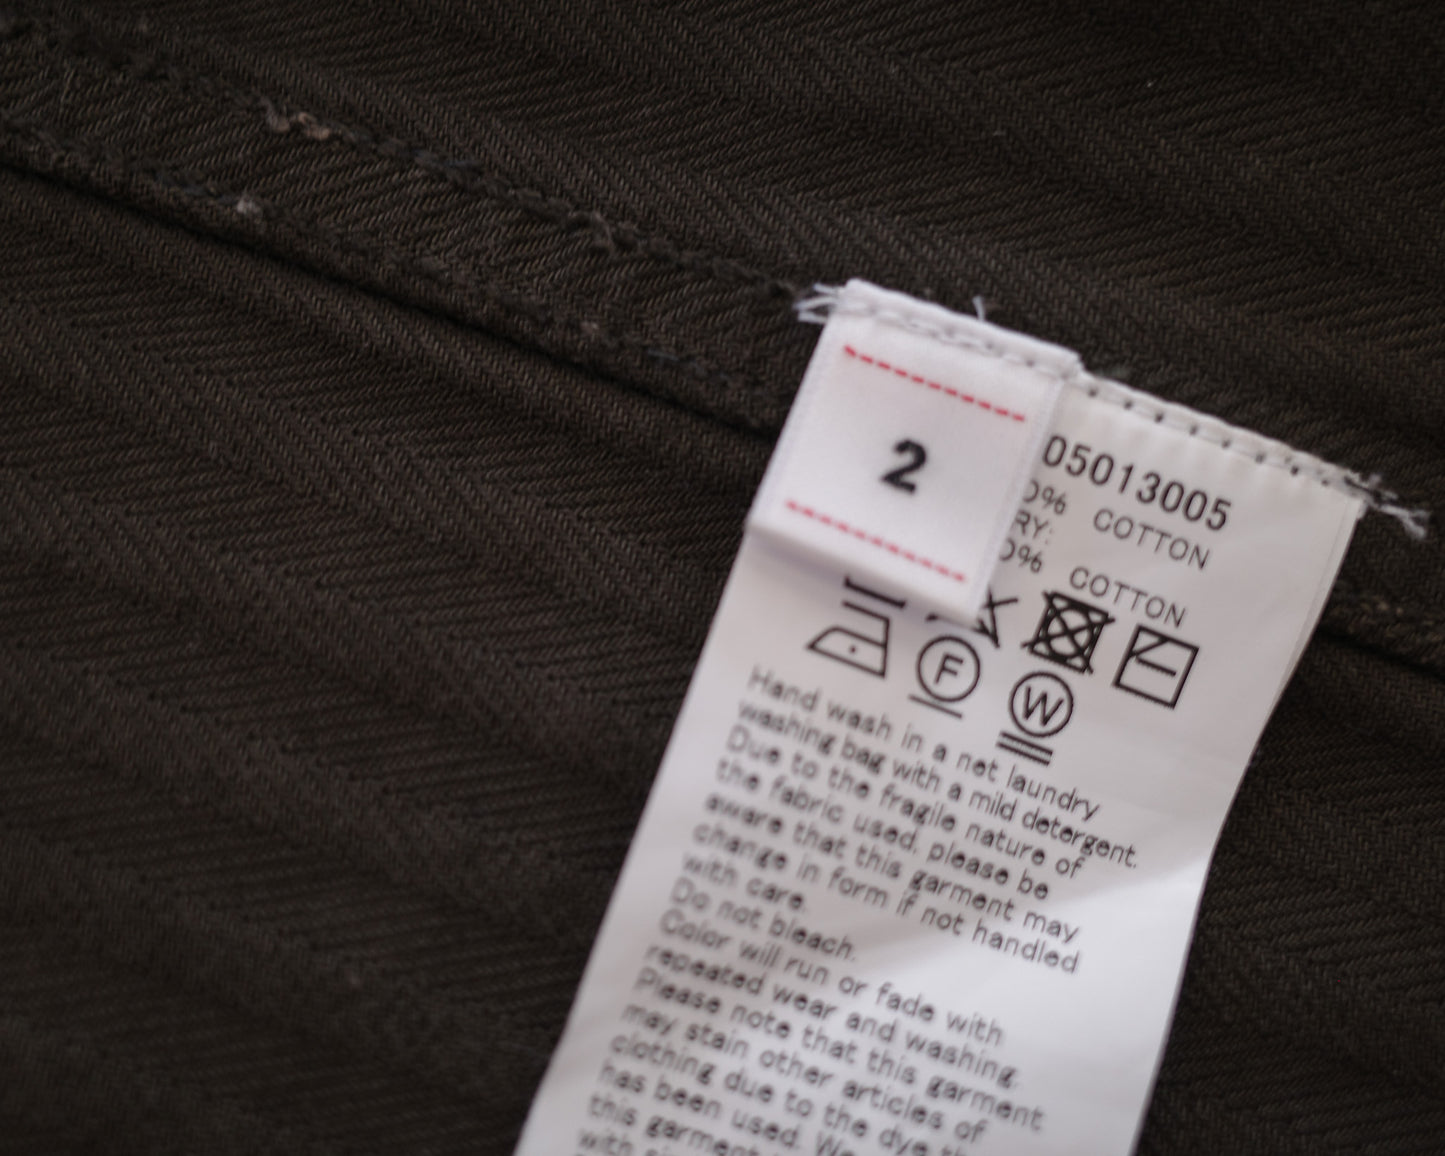 2
05013005
0% COTTON
RY:
0% COTTON
F
W
Hand wash in a net laundry
washing bag with a mild detergent.
Due to the fragile nature of
the fabric used, please be
aware that this garment may
change in form if not handled
with care.
Do not bleach.
Color will run or fade with
repeated wear and washing.
Please note that this garment
may stain other articles of
clothing due to the dye th
has been used. We
this garment
with si